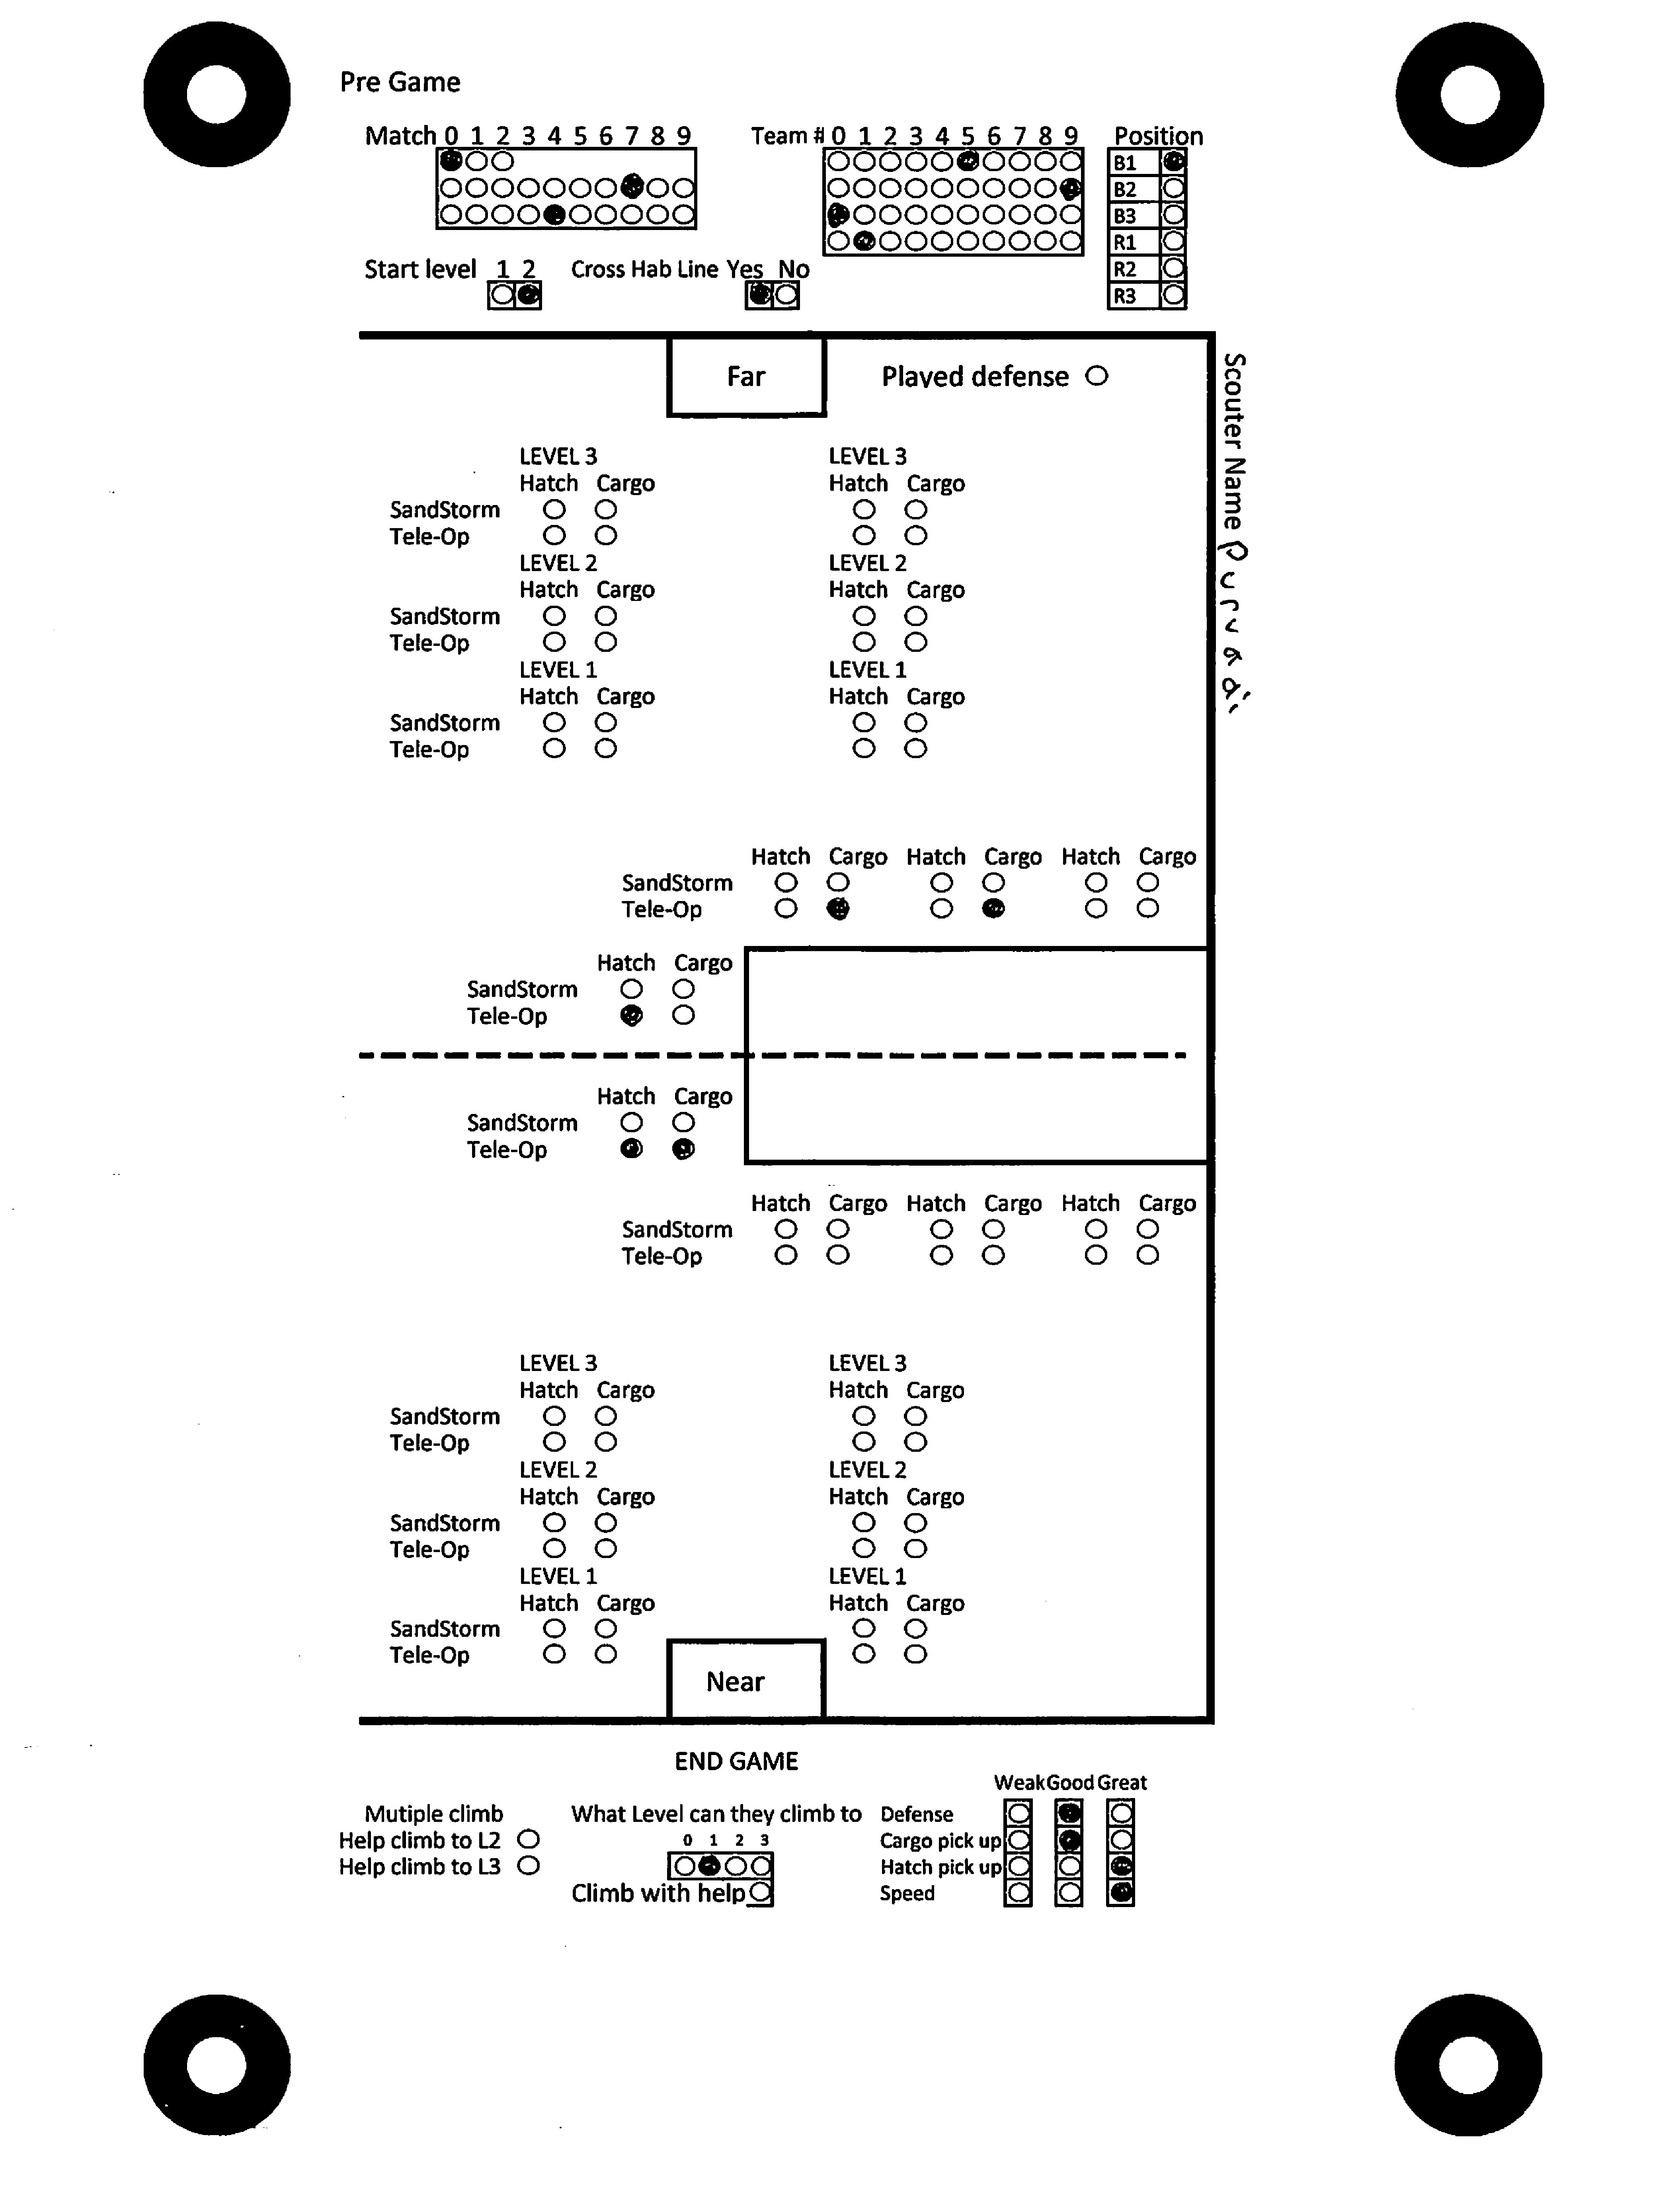 Pre Game
Match 0 1 2 3 4 5 6 7 8 9
Team # 0 1 2 3 4 5 6 7 8 9
Position
B1
B2
B3
R1
R2
R3
Start level 1 2
Cross Hab Line Yes No
Far
Played defense
Scouter Name
LEVEL 3 LEVEL 3
Hatch Cargo Hatch Cargo
SandStorm
Tele-Op
LEVEL 2 LEVEL 2
Hatch Cargo Hatch Cargo
SandStorm
Tele-Op
LEVEL 1 LEVEL 1
Hatch Cargo Hatch Cargo
SandStorm
Tele-Op
Hatch Cargo Hatch Cargo Hatch Cargo
SandStorm
Tele-Op
Hatch Cargo
SandStorm
Tele-Op
Hatch Cargo
SandStorm
Tele-Op
Hatch Cargo Hatch Cargo Hatch Cargo
SandStorm
Tele-Op
LEVEL 3 LEVEL 3
Hatch Cargo Hatch Cargo
SandStorm
Tele-Op
LEVEL 2 LEVEL 2
Hatch Cargo Hatch Cargo
SandStorm
Tele-Op
LEVEL 1 LEVEL 1
Hatch Cargo Hatch Cargo
SandStorm
Tele-Op
Near
END GAME
Mutiple climb
Help climb to L2
Help climb to L3
What Level can they climb to
0 1 2 3
Climb with help
Weak Good Great
Defense
Cargo pick up
Hatch pick up
Speed